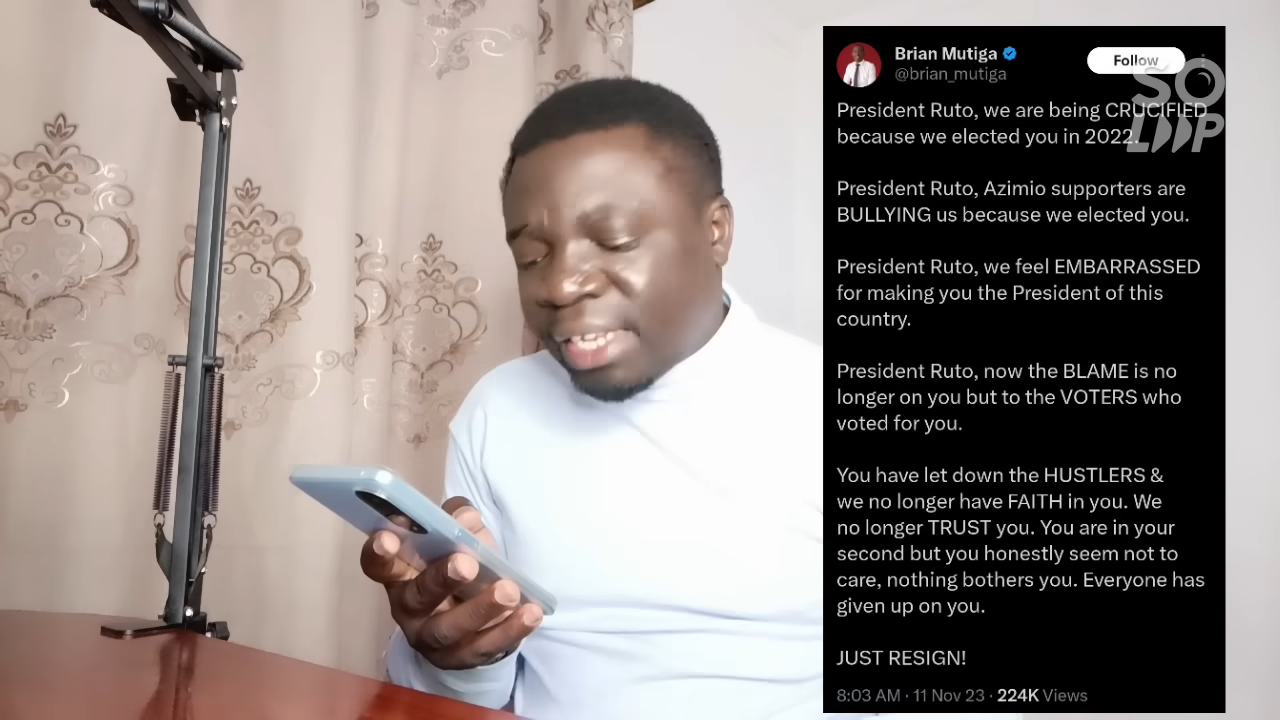 Brian Mutiga
@brian_mutiga
Follow
SO
LIIP
President Ruto, we are being CRUCIFIED
because we elected you in 2022.
President Ruto, Azimio supporters are
BULLYING us because we elected you.
President Ruto, we feel EMBARRASSED
for making you the President of this
country.
President Ruto, now the BLAME is no
longer on you but to the VOTERS who
voted for you.
You have let down the HUSTLERS &
we no longer have FAITH in you. We
no longer TRUST you. You are in your
second but you honestly seem not to
care, nothing bothers you. Everyone has
given up on you.
JUST RESIGN!
8:03 AM · 11 Nov 23 · 224K Views